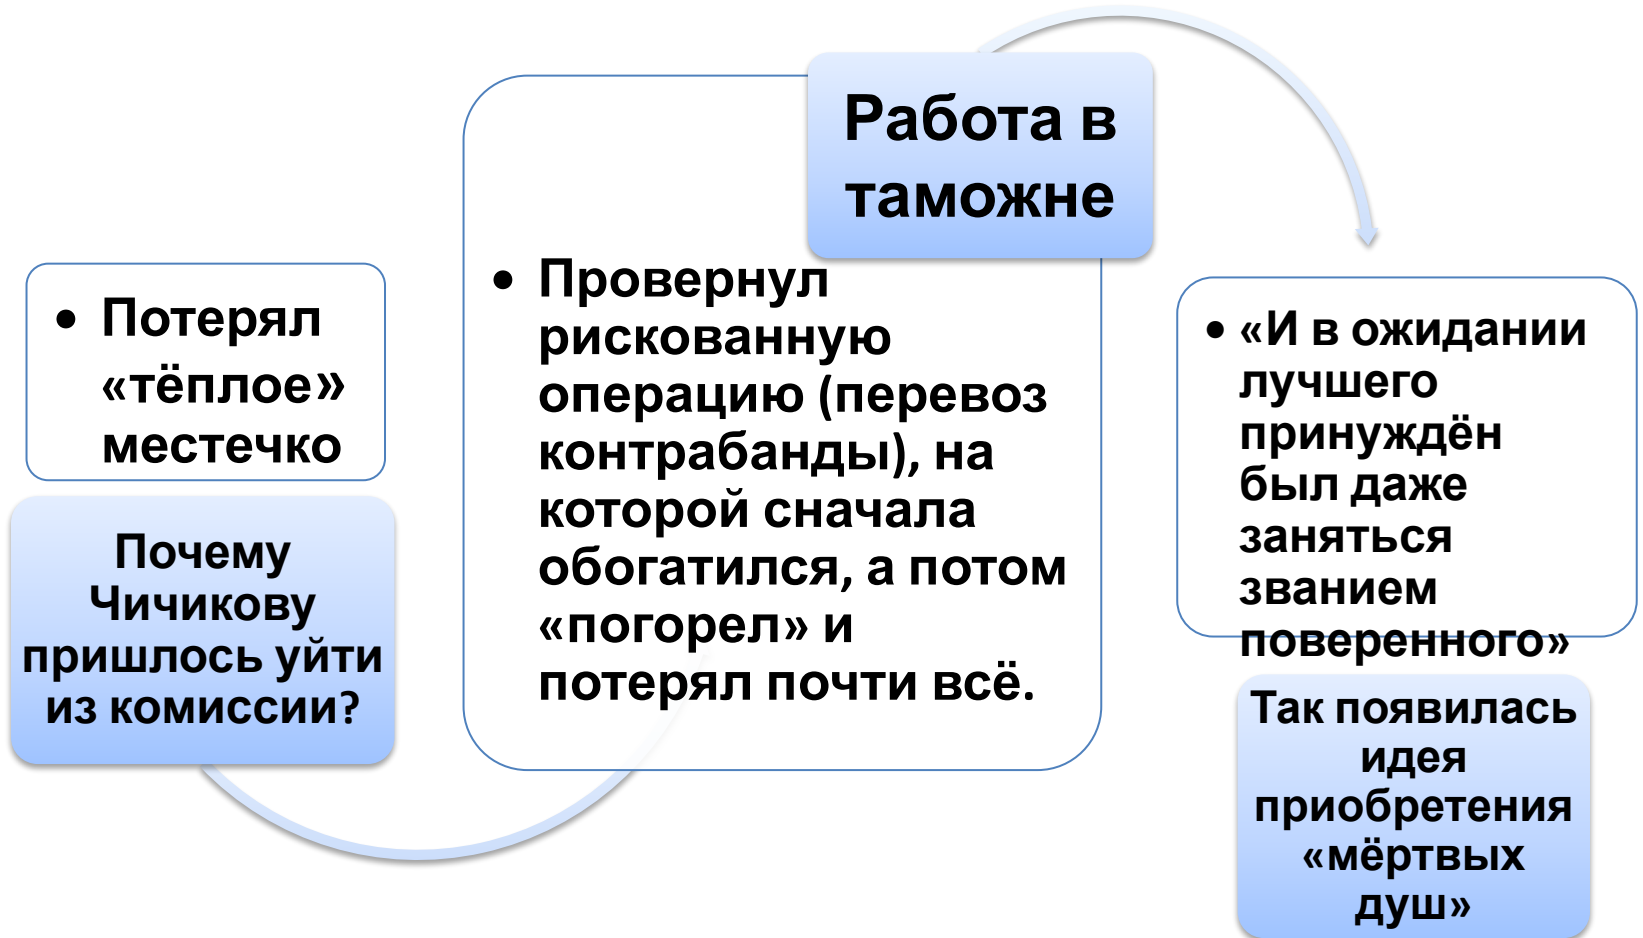 • Потерял
«тёплое»
местечко
Почему
Чичикову
пришлось уйти
из комиссии?
Работа в
таможне
• Провернул
рискованную
операцию (перевоз
контрабанды), на
которой сначала
обогатился, а потом
«погорел» и
потерял почти всё.
• «И в ожидании
лучшего
принуждён
был даже
заняться
званием
поверенного»
Так появилась
идея
приобретения
«мёртвых
душ»